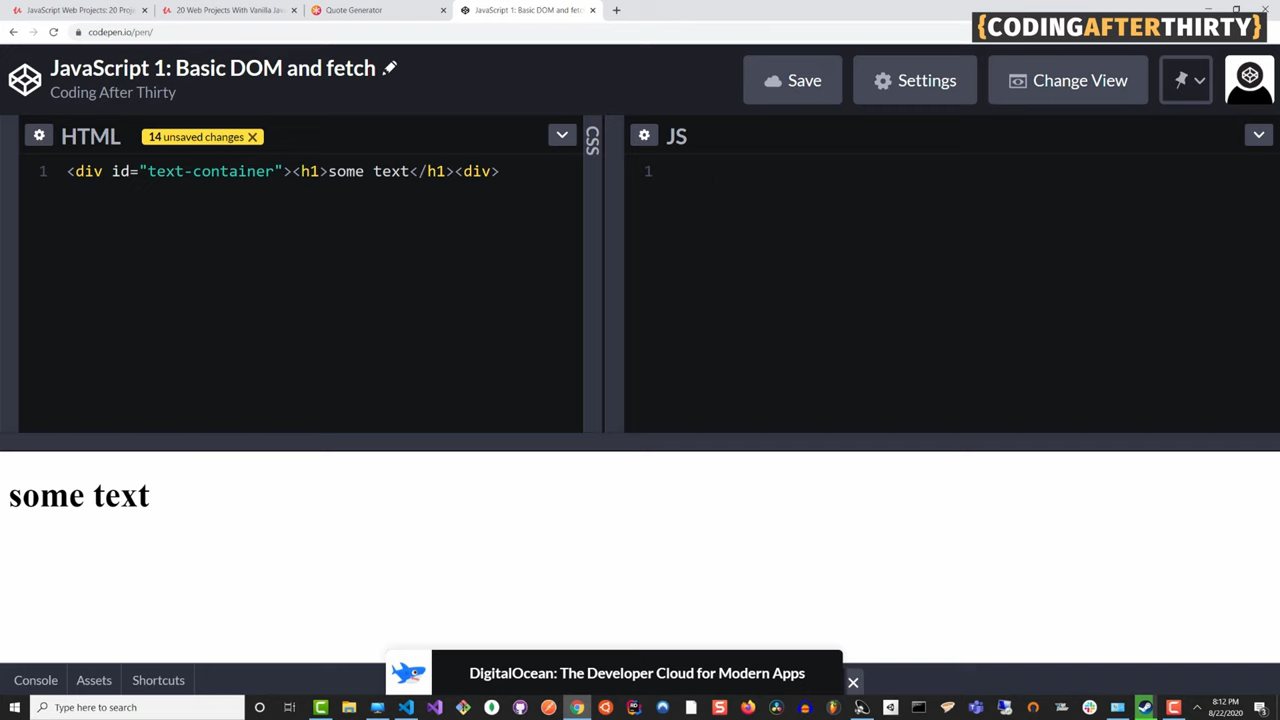 JavaScript Web Projects: 20 Proj
20 Web Projects With Vanilla Jav
Quote Generator
JavaScript 1: Basic DOM and fetch
{CODINGAFTERTHIRTY}
codepen.io/pen/
JavaScript 1: Basic DOM and fetch
Coding After Thirty
Save
Settings
Change View
HTML
14 unsaved changes
CSS
JS
1 <div id="text-container"><h1>some text</h1><div>
1
some text
DigitalOcean: The Developer Cloud for Modern Apps
Console
Assets
Shortcuts
Type here to search
8:12 PM
8/22/2020